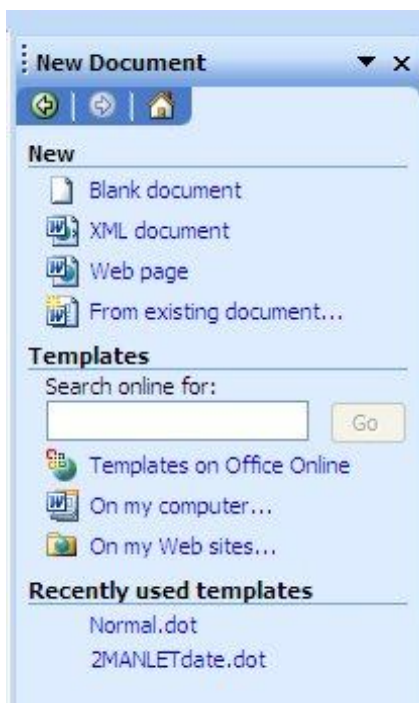 New Document
New
Blank document
XML document
Web page
From existing document...
Templates
Search online for:
Go
Templates on Office Online
On my computer...
On my Web sites...
Recently used templates
Normal.dot
2MANLETdate.dot